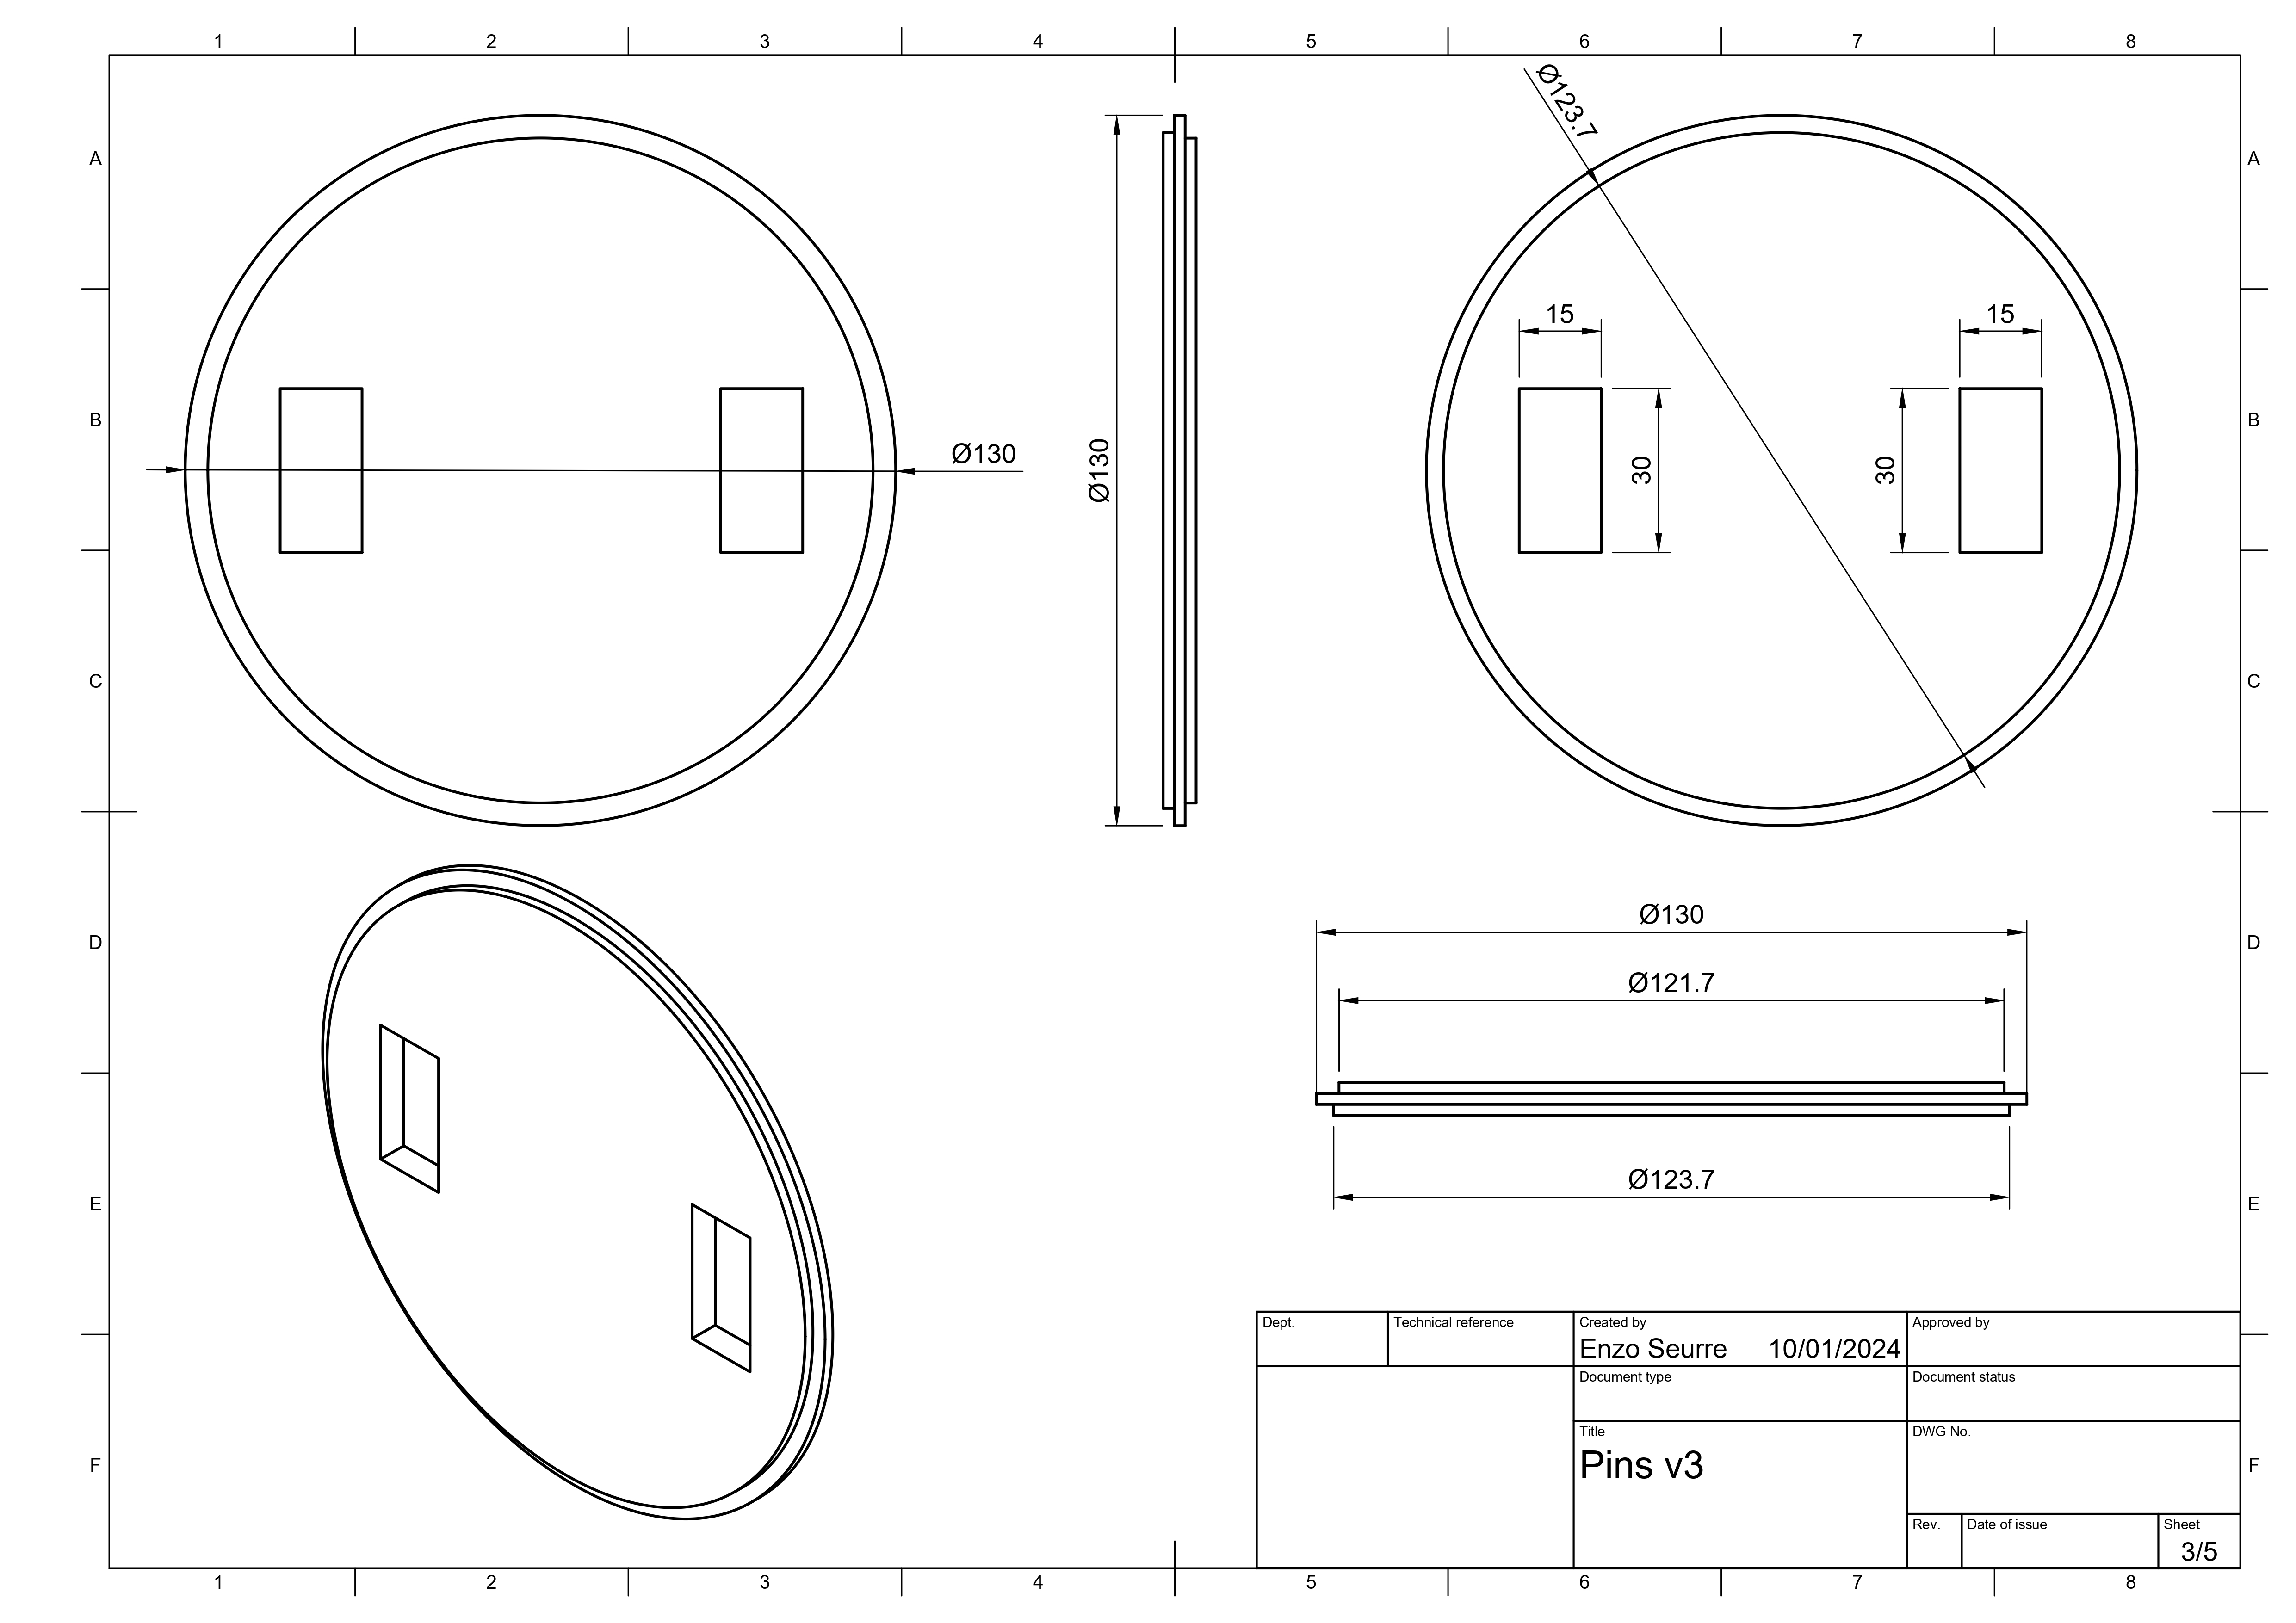 1 2 3 4 5 6 7 8
Ø123.7
A A
15 15
B B
Ø130
Ø130
30
30
C C
Ø130
D D
Ø121.7
Ø123.7
E E
Dept. Technical reference Created by Approved by
Enzo Seurre 10/01/2024
Document type Document status
Title DWG No.
Pins v3
F F
Rev. Date of issue Sheet
3/5
1 2 3 4 5 6 7 8